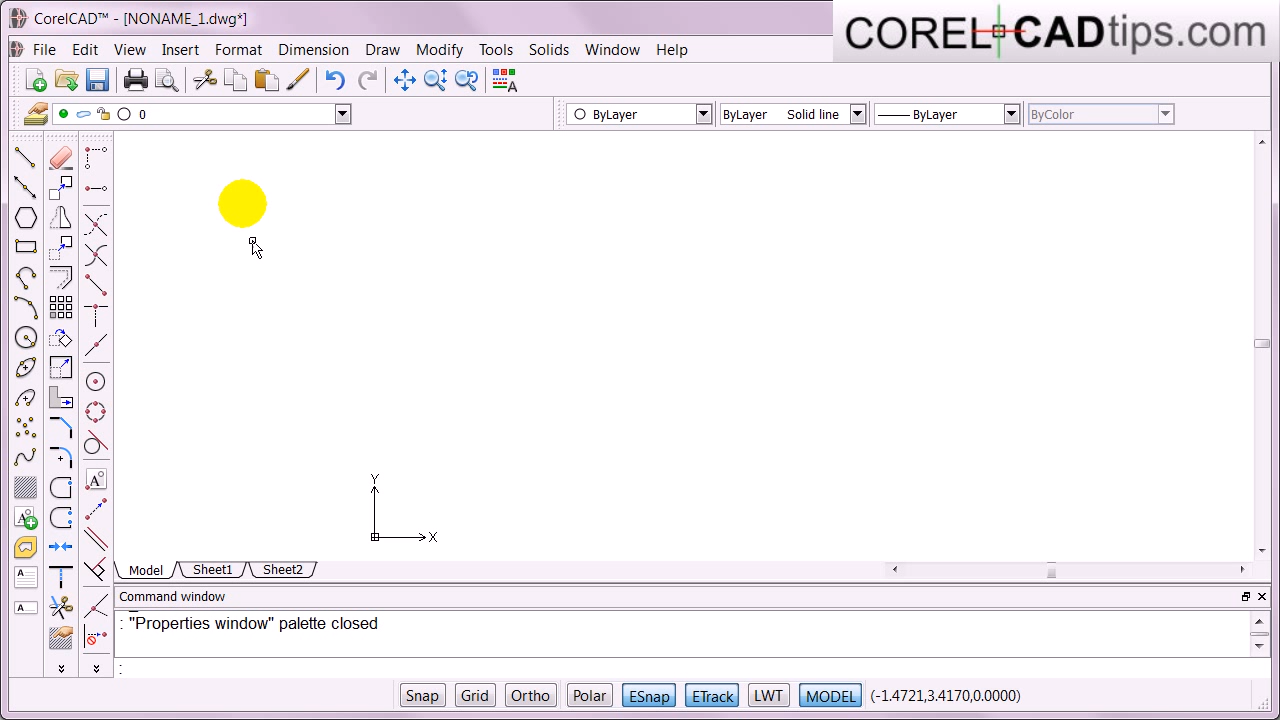 CorelCAD™ - [NONAME_1.dwg*]
COREL CADtips.com
File Edit View Insert Format Dimension Draw Modify Tools Solids Window Help
0 ByLayer ByLayer Solid line ByLayer ByColor
Y
X
Model Sheet1 Sheet2
Command window
: "Properties window" palette closed
:
Snap Grid Ortho Polar ESnap ETrack LWT MODEL (-1.4721,3.4170,0.0000)